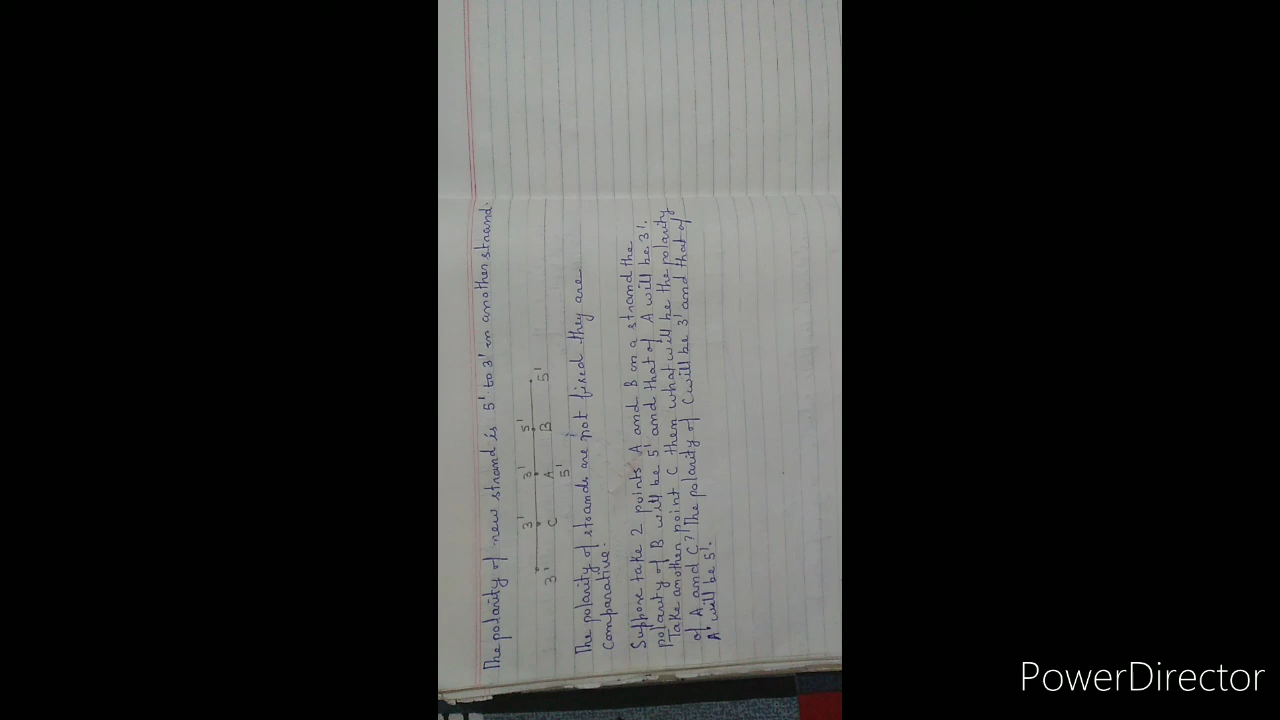 The polarity of new strand is 5' to 3' in another strand.
3' 3' 5'
3' C A B 5'
5'
The polarity of strands are not fixed they are
comparative.
Suppose take 2 points A and B on a strand the
polarity of B will be 5' and that of A will be 3'.
Take another point C then what will be the polarity
of A and C? The polarity of C will be 3' and that of
A' will be 5'.
PowerDirector